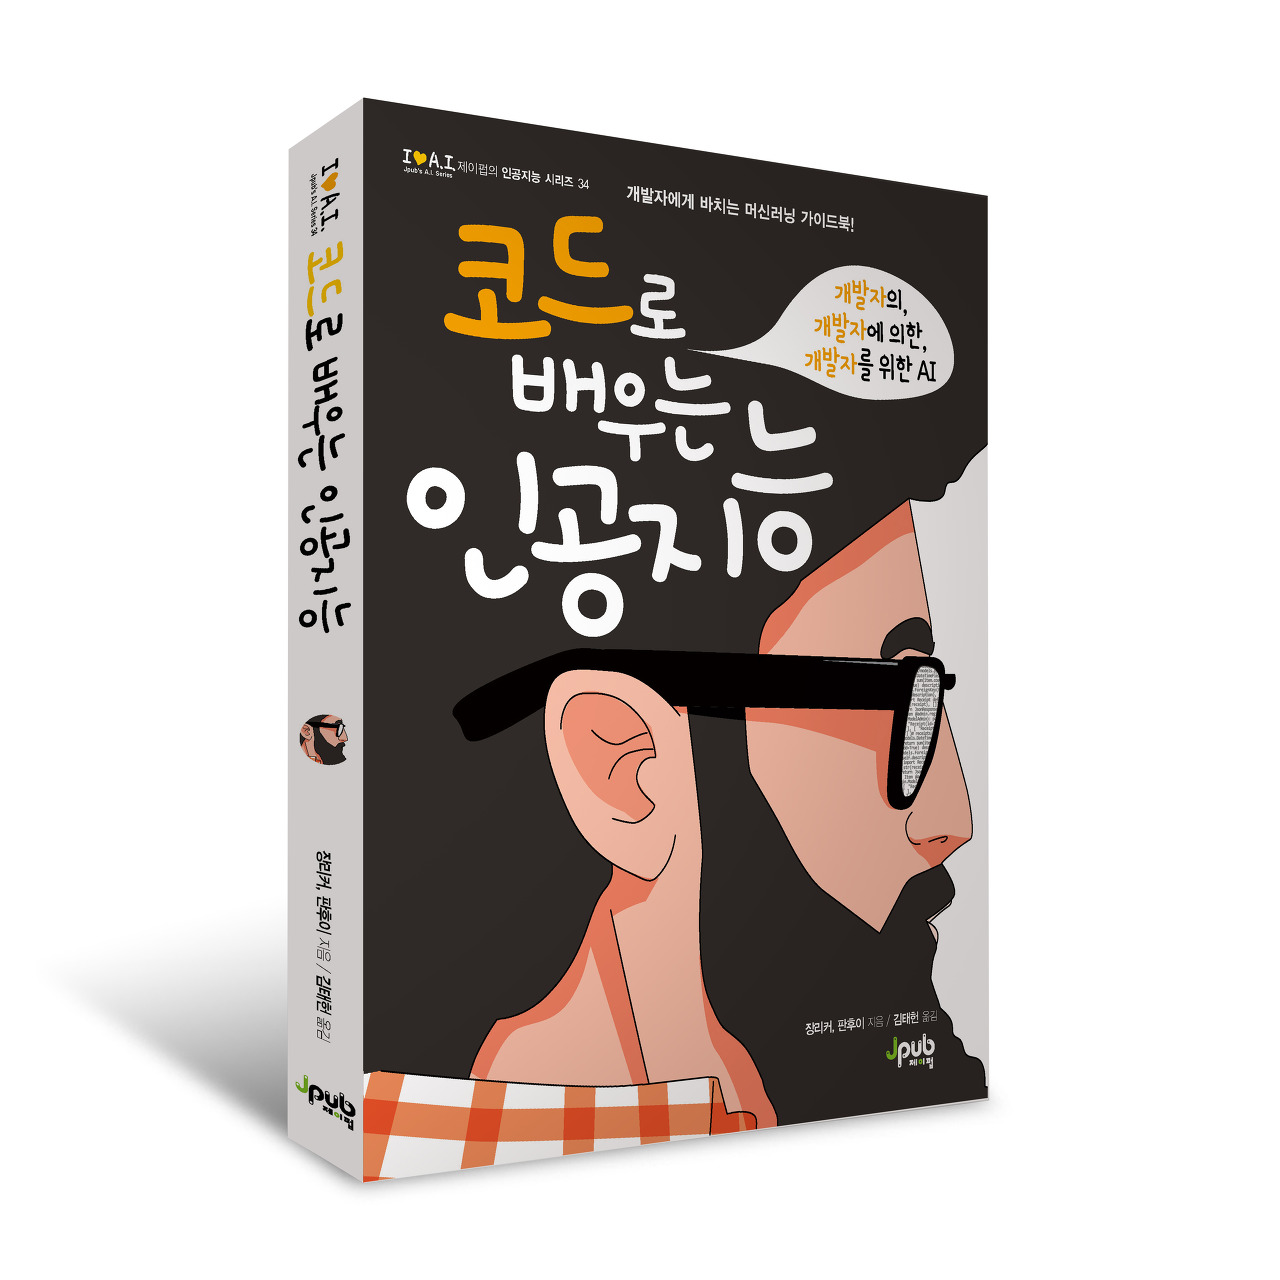 I♥A.I.
Jpub's A.I. Series
제이펍의 인공지능 시리즈 34
개발자에게 바치는 머신러닝 가이드북!
코드로
배우는
인공지능
개발자의,
개발자에 의한,
개발자를 위한 AI
장리커, 판후이 지음 / 김태헌 옮김
Jpub
제이펍
I♥A.I.
Jpub's A.I. Series 34
코드로 배우는 인공지능
장리커, 판후이 지음 / 김태헌 옮김
Jpub
제이펍